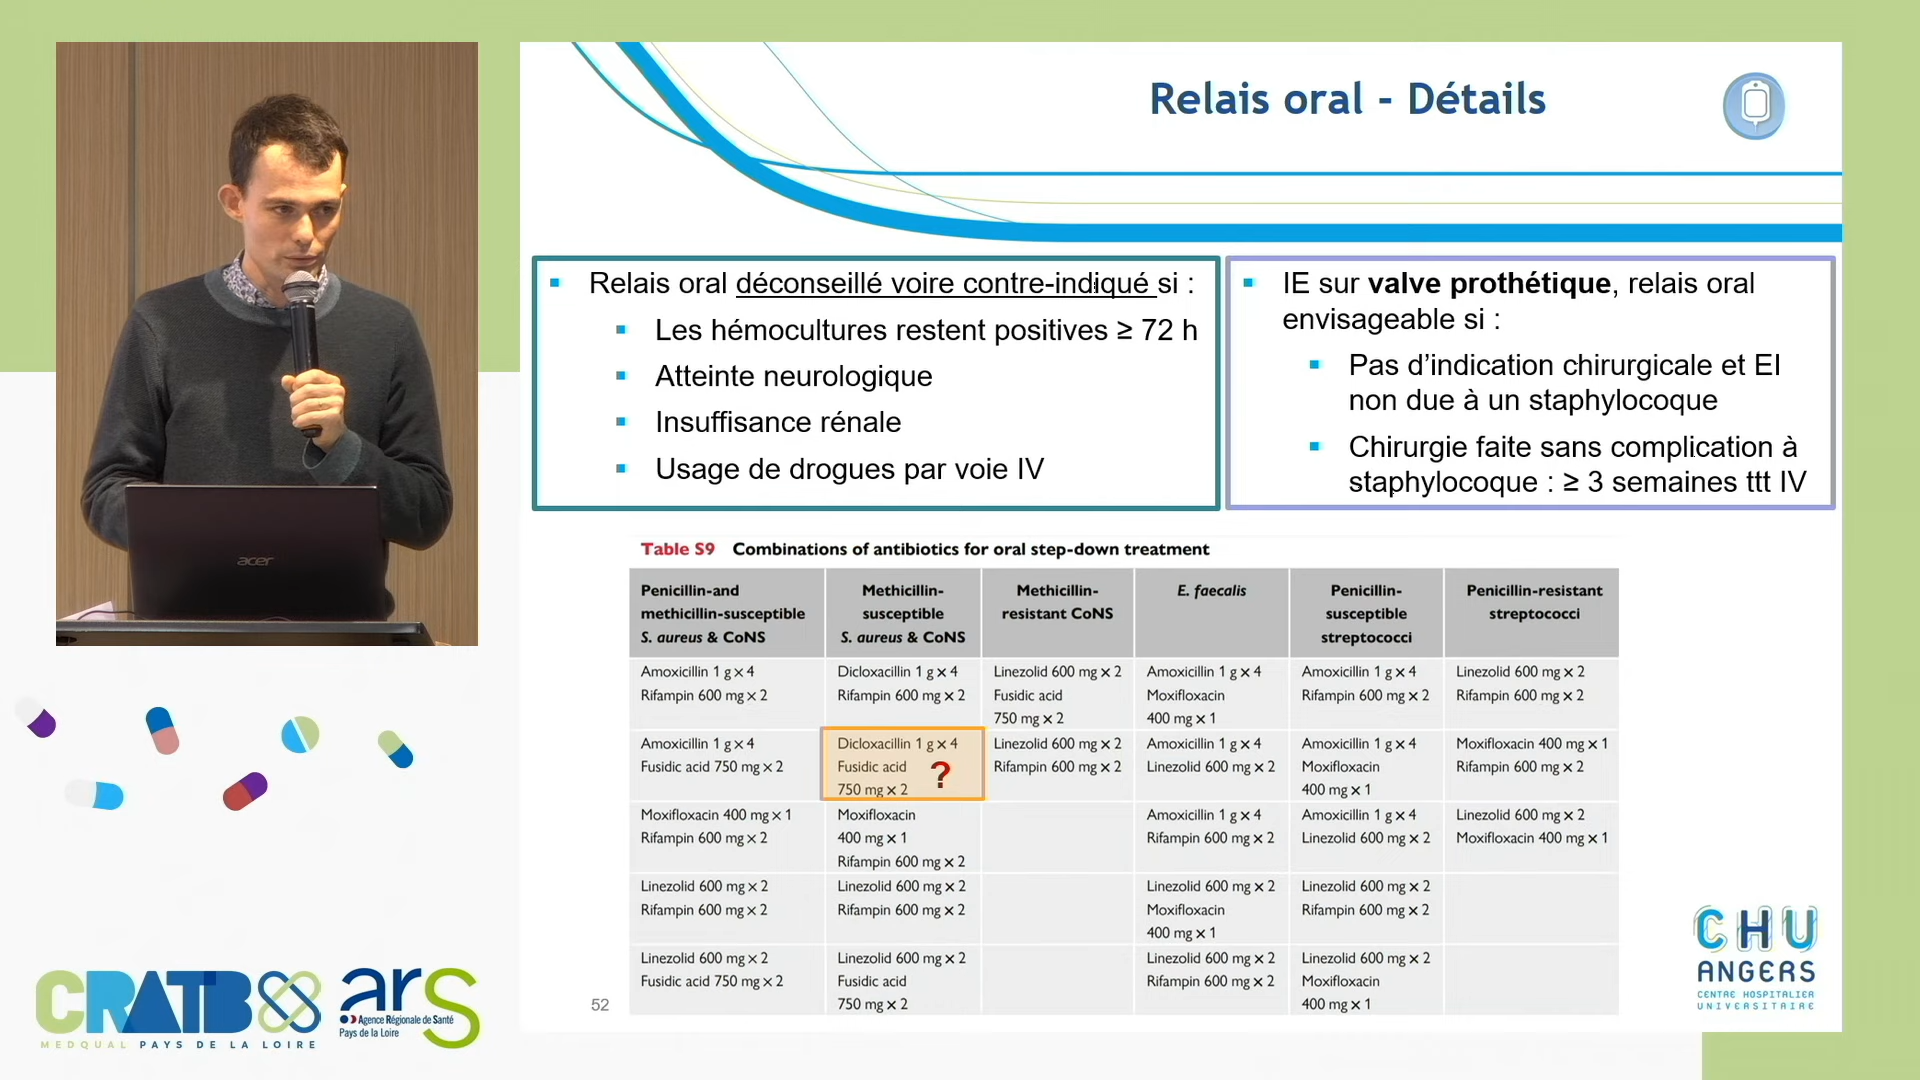 Relais oral - Détails
Relais oral déconseillé voire contre-indiqué si :
Les hémocultures restent positives ≥ 72 h
Atteinte neurologique
Insuffisance rénale
Usage de drogues par voie IV
IE sur valve prothétique, relais oral
envisageable si :
Pas d’indication chirurgicale et EI
non due à un staphylocoque
Chirurgie faite sans complication à
staphylocoque : ≥ 3 semaines ttt IV
Table S9 Combinations of antibiotics for oral step-down treatment
Penicillin-and
methicillin-susceptible
S. aureus & CoNS
Methicillin-
susceptible
S. aureus & CoNS
Methicillin-
resistant CoNS
E. faecalis
Penicillin-
susceptible
streptococci
Penicillin-resistant
streptococci
Amoxicillin 1 g × 4
Rifampin 600 mg × 2
Dicloxacillin 1 g × 4
Rifampin 600 mg × 2
Linezolid 600 mg × 2
Fusidic acid
750 mg × 2
Amoxicillin 1 g × 4
Moxifloxacin
400 mg × 1
Amoxicillin 1 g × 4
Rifampin 600 mg × 2
Linezolid 600 mg × 2
Rifampin 600 mg × 2
Amoxicillin 1 g × 4
Fusidic acid 750 mg × 2
Dicloxacillin 1 g × 4
Fusidic acid
750 mg × 2
?
Linezolid 600 mg × 2
Rifampin 600 mg × 2
Amoxicillin 1 g × 4
Linezolid 600 mg × 2
Amoxicillin 1 g × 4
Moxifloxacin
400 mg × 1
Moxifloxacin 400 mg × 1
Rifampin 600 mg × 2
Moxifloxacin 400 mg × 1
Rifampin 600 mg × 2
Moxifloxacin
400 mg × 1
Rifampin 600 mg × 2
Amoxicillin 1 g × 4
Rifampin 600 mg × 2
Amoxicillin 1 g × 4
Linezolid 600 mg × 2
Linezolid 600 mg × 2
Moxifloxacin 400 mg × 1
Linezolid 600 mg × 2
Rifampin 600 mg × 2
Linezolid 600 mg × 2
Rifampin 600 mg × 2
Linezolid 600 mg × 2
Moxifloxacin
400 mg × 1
Linezolid 600 mg × 2
Rifampin 600 mg × 2
Linezolid 600 mg × 2
Fusidic acid 750 mg × 2
Linezolid 600 mg × 2
Fusidic acid
750 mg × 2
Linezolid 600 mg × 2
Rifampin 600 mg × 2
Linezolid 600 mg × 2
Moxifloxacin
400 mg × 1
52
CHU
ANGERS
CENTRE HOSPITALIER
UNIVERSITAIRE
acer
CRATB
MEDQUAL PAYS DE LA LOIRE
ars
Agence Régionale de Santé
Pays de la Loire